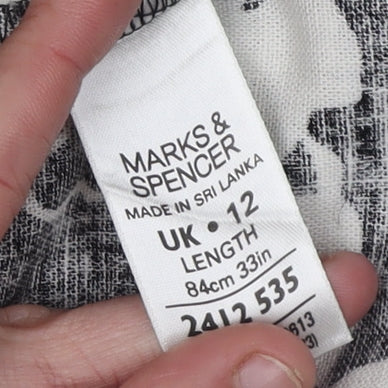 MARKS &
SPENCER
MADE IN SRI LANKA
UK • 12
LENGTH
84cm 33in
2412 535